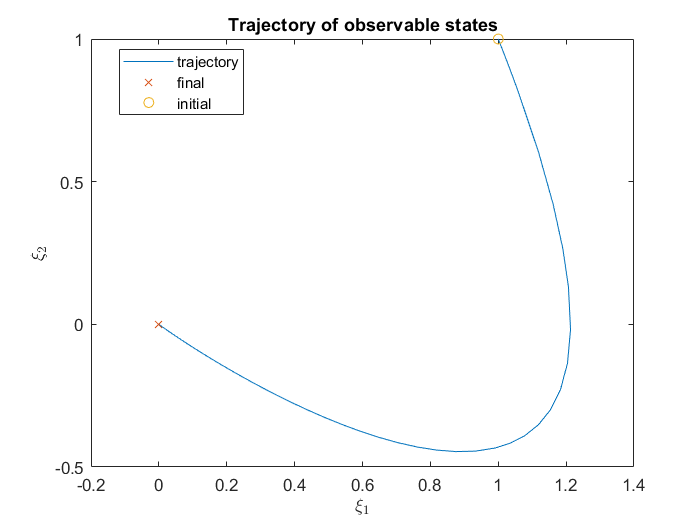 Trajectory of observable states
trajectory
final
initial
1
0.5
0
-0.5
ξ2
-0.2
0
0.2
0.4
0.6
0.8
1
1.2
1.4
ξ1